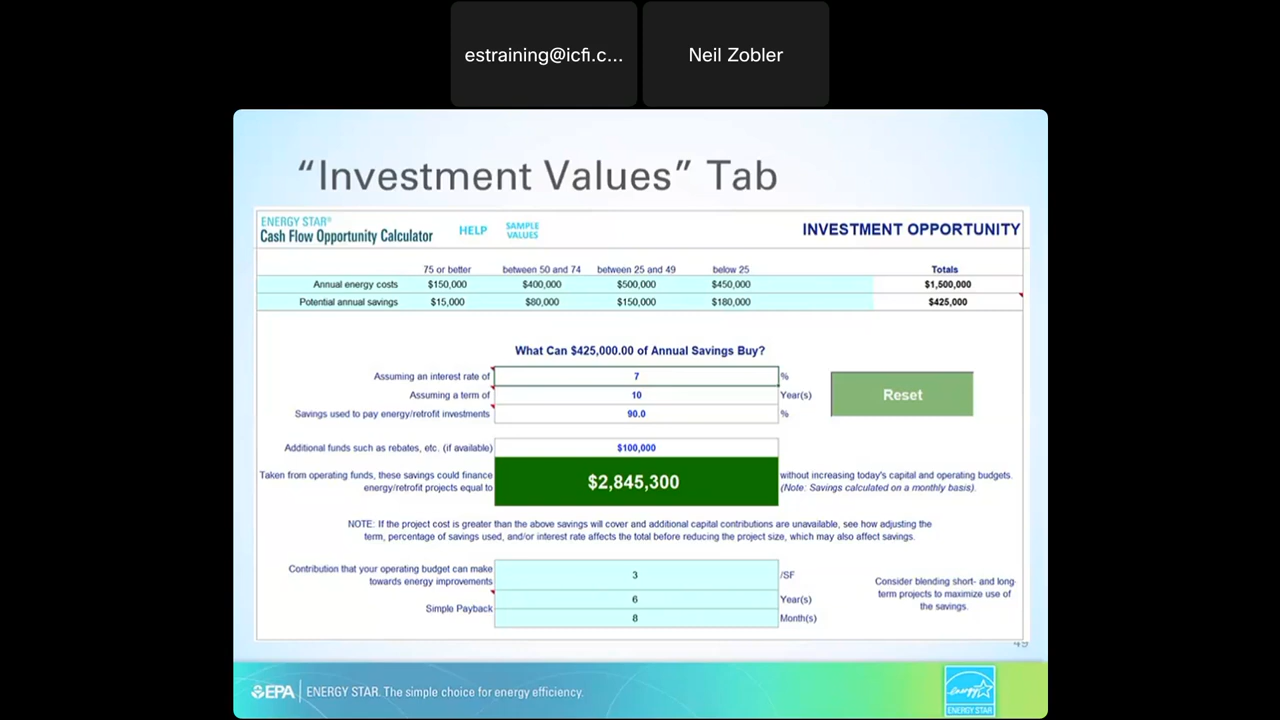 estraining@icfi.c...
Neil Zobler
“Investment Values” Tab
ENERGY STAR®
Cash Flow Opportunity Calculator
HELP
SAMPLE
VALUES
INVESTMENT OPPORTUNITY
75 or better between 50 and 74 between 25 and 49 below 25 Totals
Annual energy costs $150,000 $400,000 $500,000 $450,000 $1,500,000
Potential annual savings $15,000 $80,000 $150,000 $180,000 $425,000
What Can $425,000.00 of Annual Savings Buy?
Assuming an interest rate of 7 %
Assuming a term of 10 Year(s)
Savings used to pay energy/retrofit investments 90.0 %
Reset
Additional funds such as rebates, etc. (if available) $100,000
Taken from operating funds, these savings could finance
energy/retrofit projects equal to
$2,845,300
without increasing today's capital and operating budgets.
(Note: Savings calculated on a monthly basis).
NOTE: If the project cost is greater than the above savings will cover and additional capital contributions are unavailable, see how adjusting the
term, percentage of savings used, and/or interest rate affects the total before reducing the project size, which may also affect savings.
Contribution that your operating budget can make
towards energy improvements
3 /SF
Simple Payback
6 Year(s)
8 Month(s)
Consider blending short- and long-
term projects to maximize use of
the savings.
49
EPA
ENERGY STAR. The simple choice for energy efficiency.
energy
ENERGY STAR